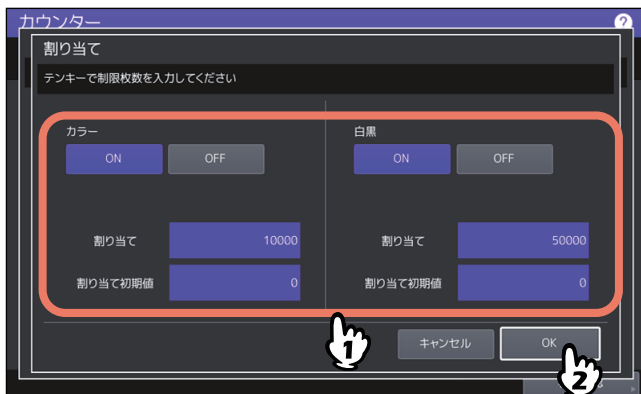 カウンター ?
割り当て
テンキーで制限枚数を入力してください
カラー 白黒
ON OFF ON OFF
割り当て 10000 割り当て 50000
割り当て初期値 0 割り当て初期値 0
キャンセル OK
1
2